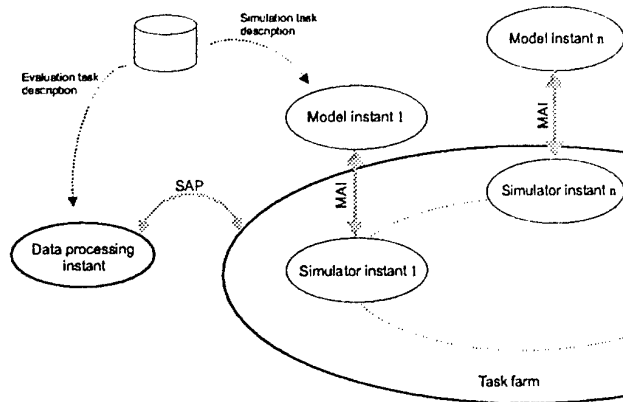 Simulation task
description
Evaluation task
description
Model instant 1
Model instant n
MAI
MAI
SAP
Simulator instant n
Data processing
instant
Simulator instant 1
Task farm